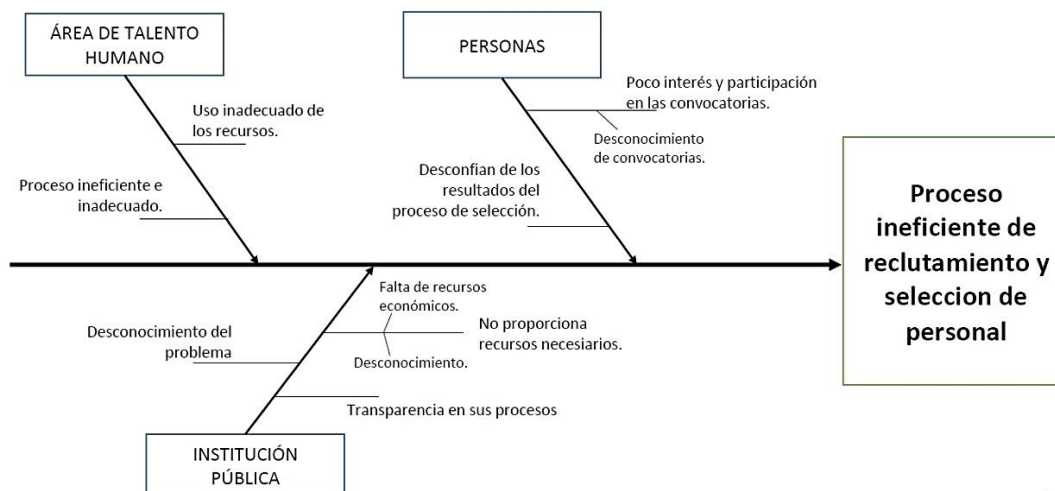 ÁREA DE TALENTO
HUMANO
PERSONAS
Uso inadecuado de
los recursos.
Proceso ineficiente e
inadecuado.
Poco interés y participación
en las convocatorias.
Desconocimiento
de convocatorias.
Desconfian de los
resultados del
proceso de selección.
Proceso
ineficiente de
reclutamiento y
seleccion de
personal
Falta de recursos
económicos.
Desconocimiento del
problema
No proporciona
recursos necesiarios.
Desconocimiento.
Transparencia en sus procesos
INSTITUCIÓN
PÚBLICA